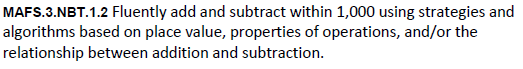 MAFS.3.NBT.1.2 Fluently add and subtract within 1,000 using strategies and
algorithms based on place value, properties of operations, and/or the
relationship between addition and subtraction.